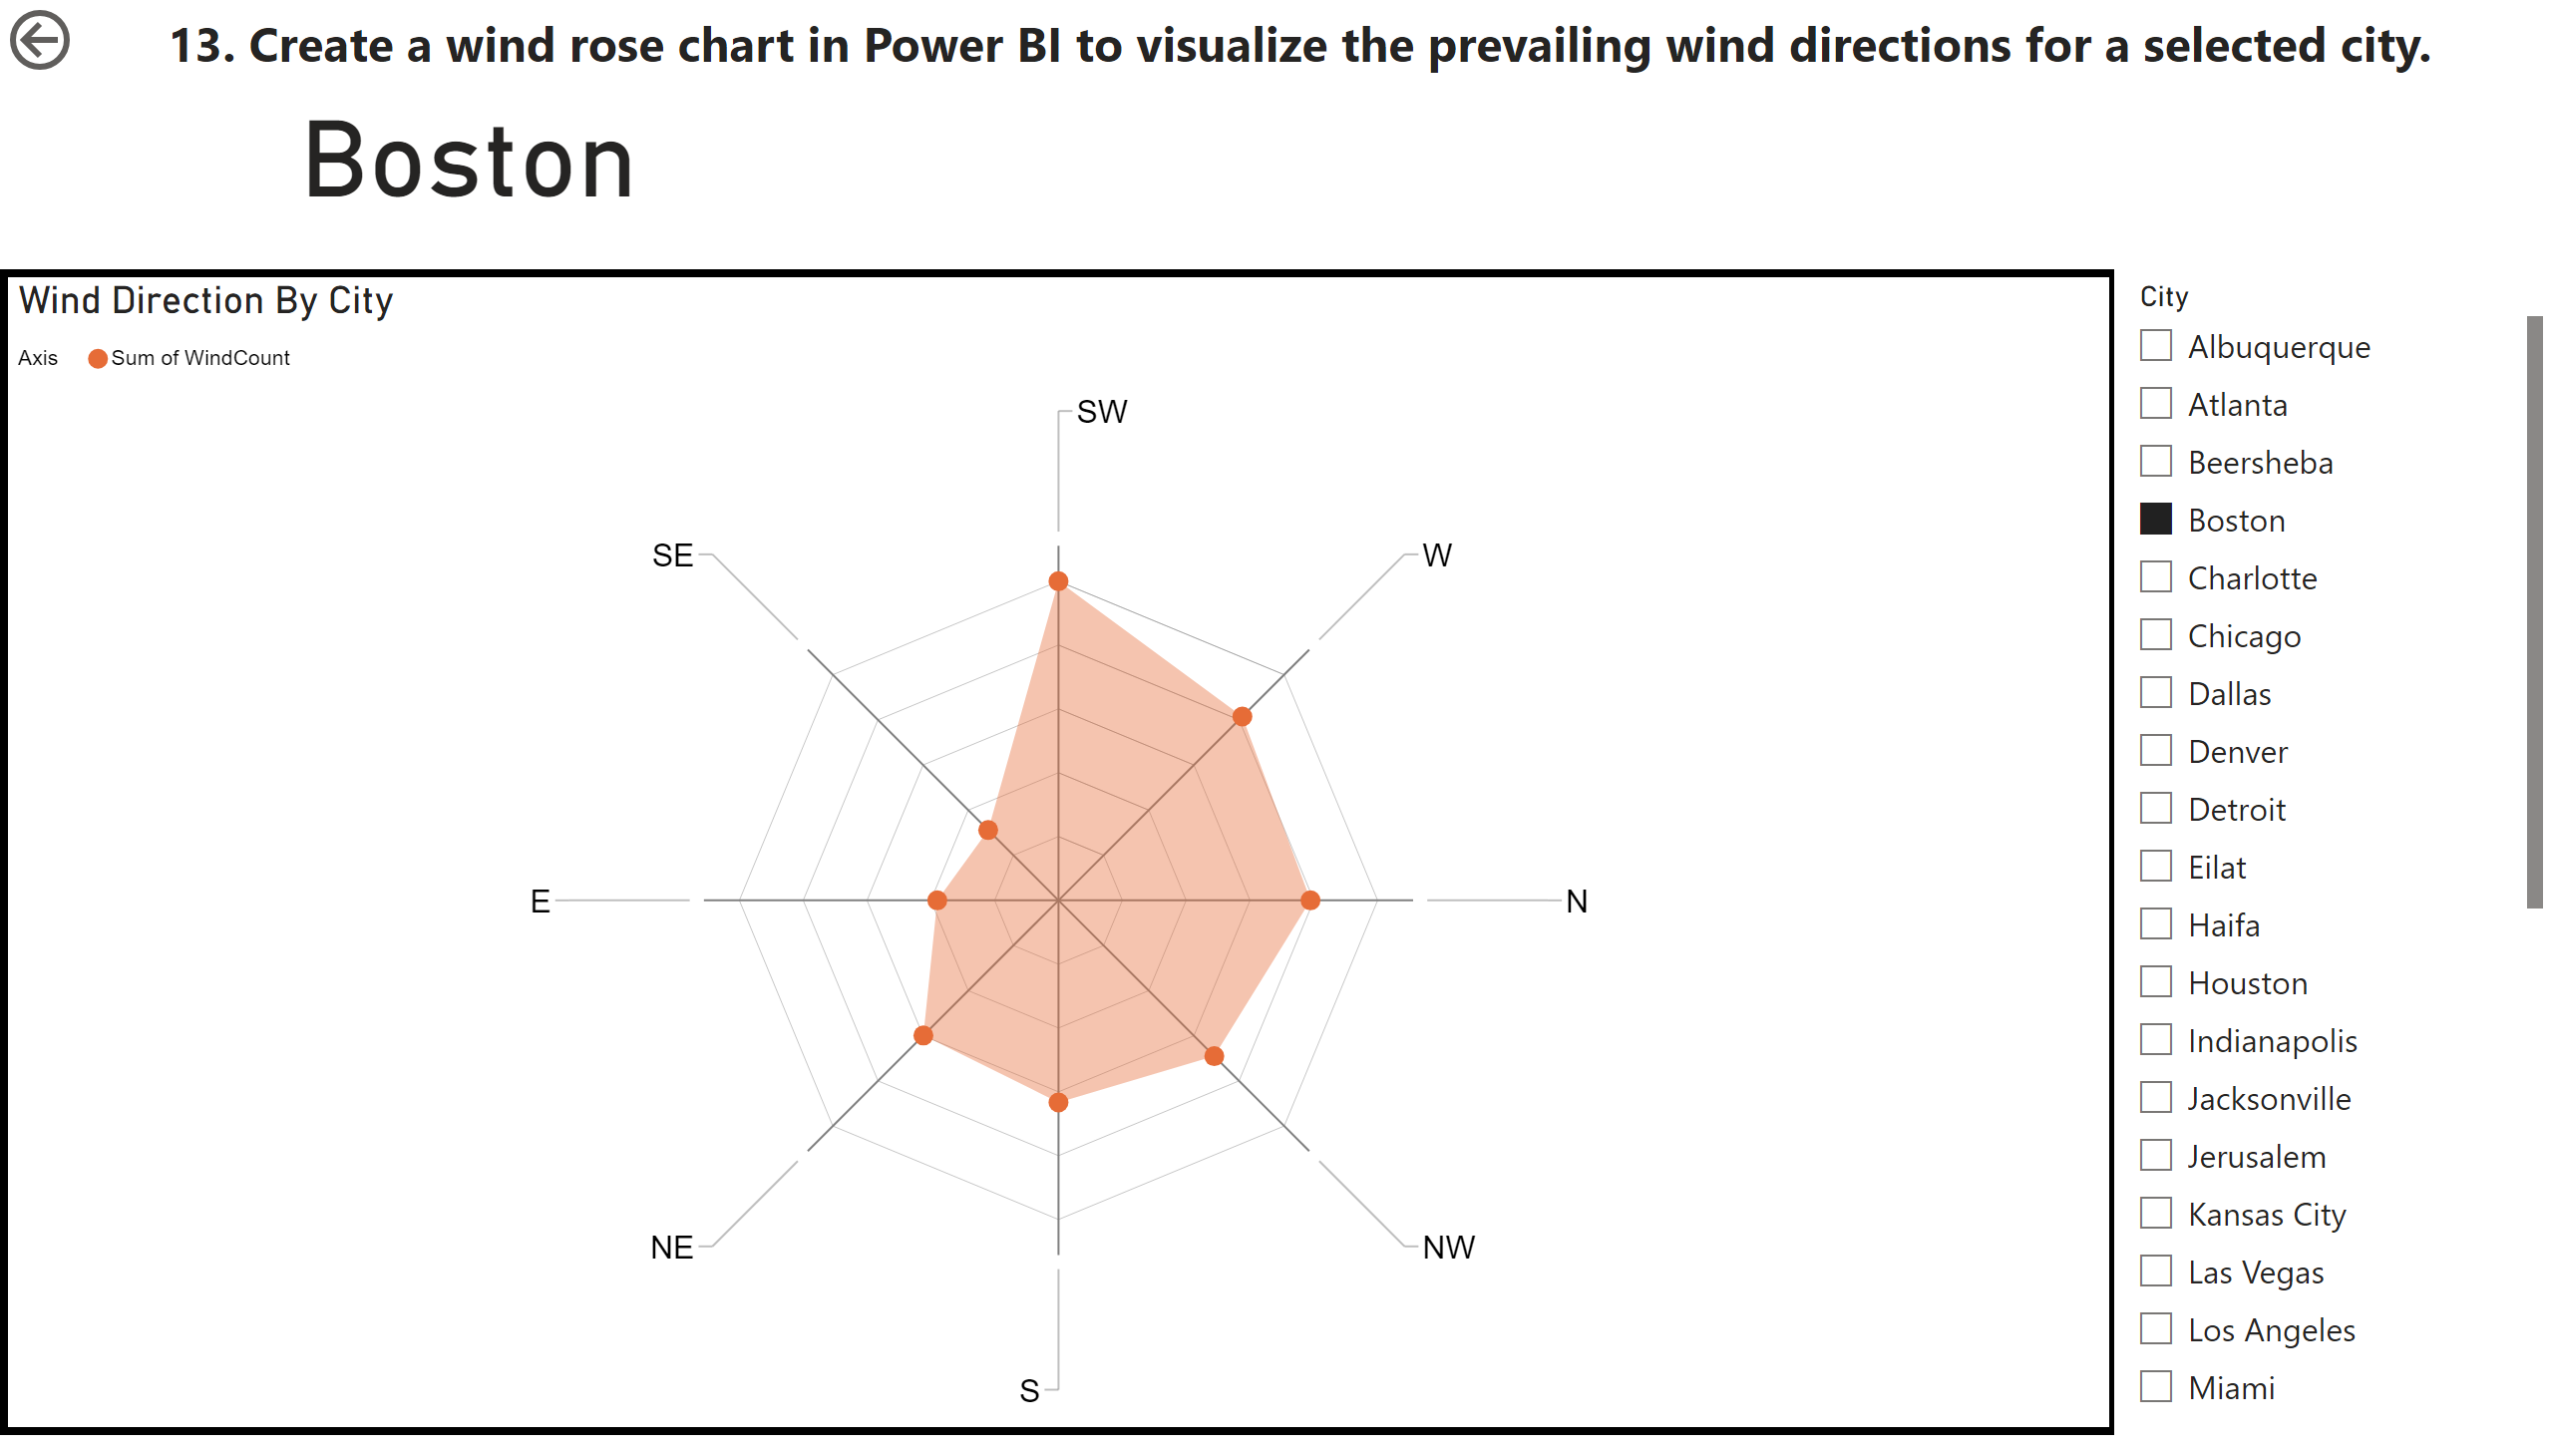 13. Create a wind rose chart in Power BI to visualize the prevailing wind directions for a selected city.
Boston
Wind Direction By City
Axis Sum of WindCount
SW
SE
W
E
N
NE
NW
S
City
Albuquerque
Atlanta
Beersheba
Boston
Charlotte
Chicago
Dallas
Denver
Detroit
Eilat
Haifa
Houston
Indianapolis
Jacksonville
Jerusalem
Kansas City
Las Vegas
Los Angeles
Miami